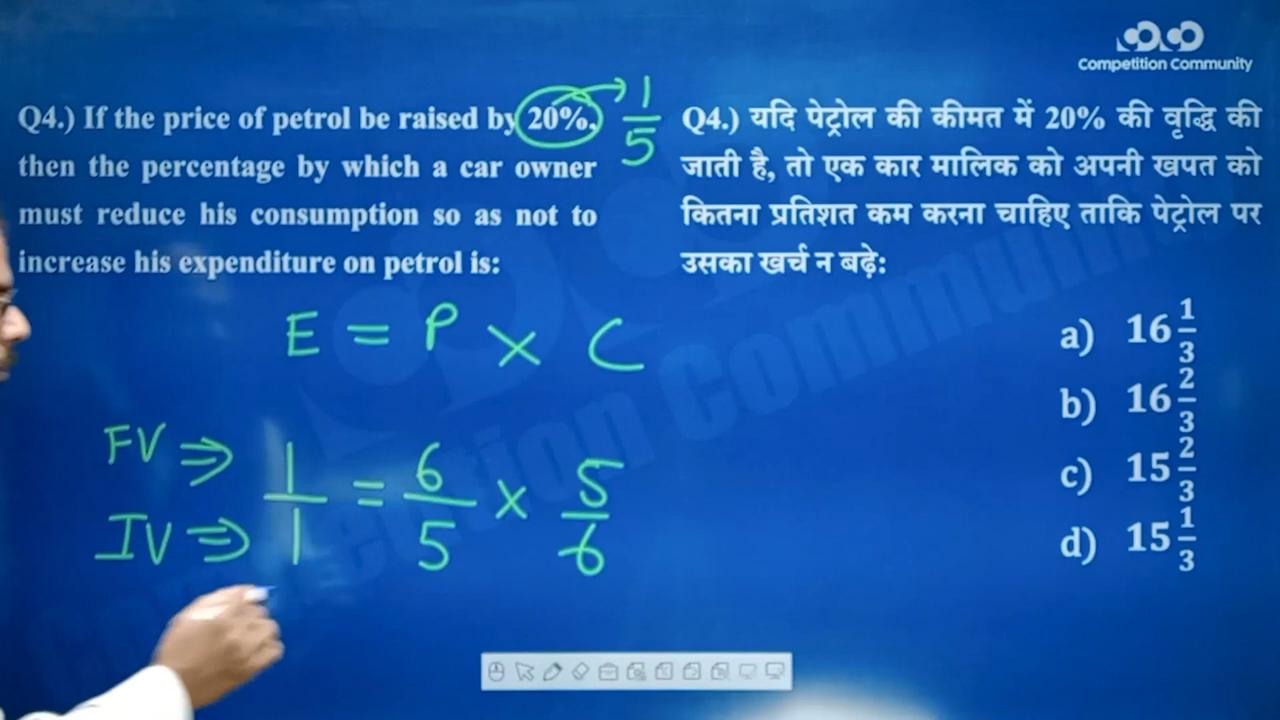 Competition Community
Q4.) If the price of petrol be raised by 20%, 1/5
then the percentage by which a car owner
must reduce his consumption so as not to
increase his expenditure on petrol is:
Q4.) यदि पेट्रोल की कीमत में 20% की वृद्धि की
जाती है, तो एक कार मालिक को अपनी खपत को
कितना प्रतिशत कम करना चाहिए ताकि पेट्रोल पर
उसका खर्च न बढ़े:
E = P × C
FV ⇒ 1 = 6 × 5
IV ⇒ 1 5 6
a) 16 1/3
b) 16 2/3
c) 15 2/3
d) 15 1/3